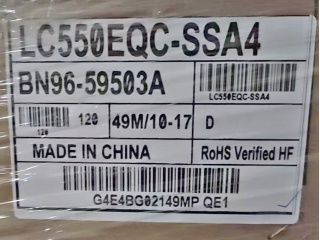 LC550EQC-SSA4
BN96-59503A
LC550EQC-SSA4
120 120 49M/10-17 D
MADE IN CHINA RoHS Verified HF
G4E4BG02149MP QE1